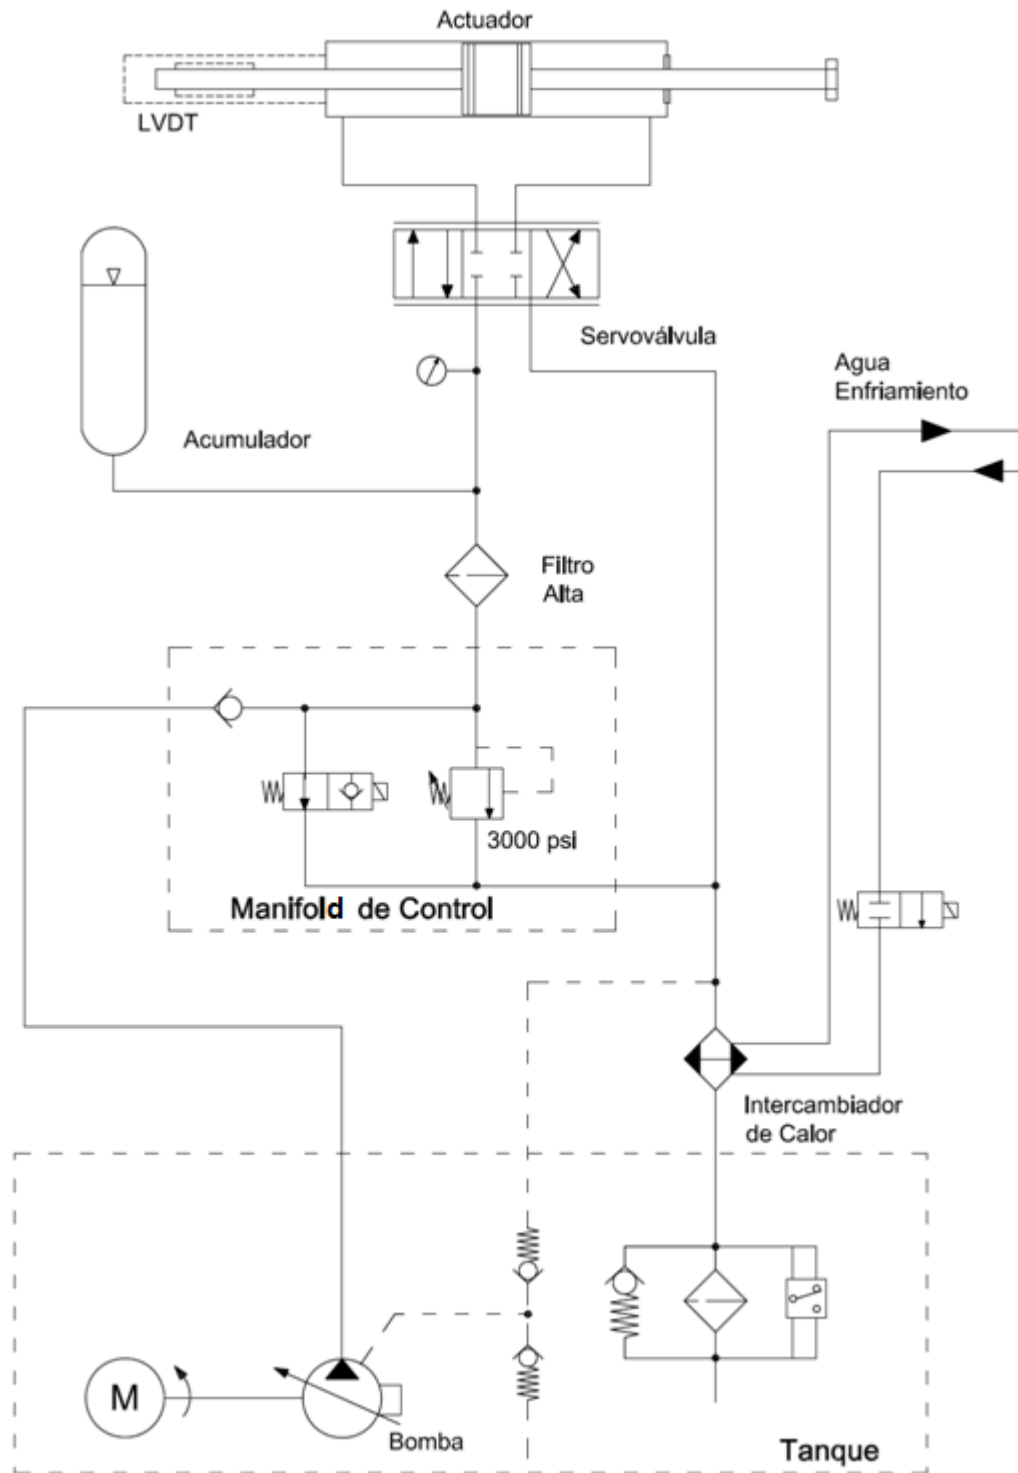 Actuador
LVDT
Servoválvula
Agua
Enfriamiento
Acumulador
Filtro
Alta
3000 psi
Manifold de Control
Intercambiador
de Calor
M
Bomba
Tanque